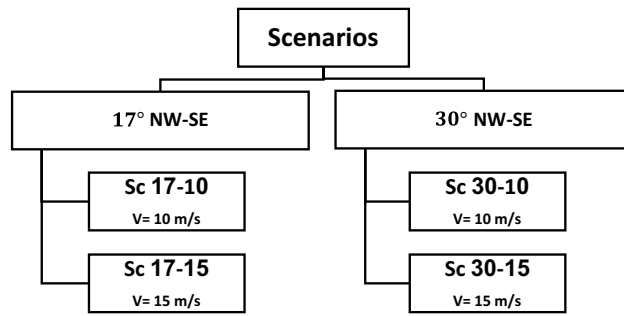 Scenarios
17° NW-SE
Sc 17-10
V= 10 m/s
Sc 17-15
V= 15 m/s
30° NW-SE
Sc 30-10
V= 10 m/s
Sc 30-15
V= 15 m/s